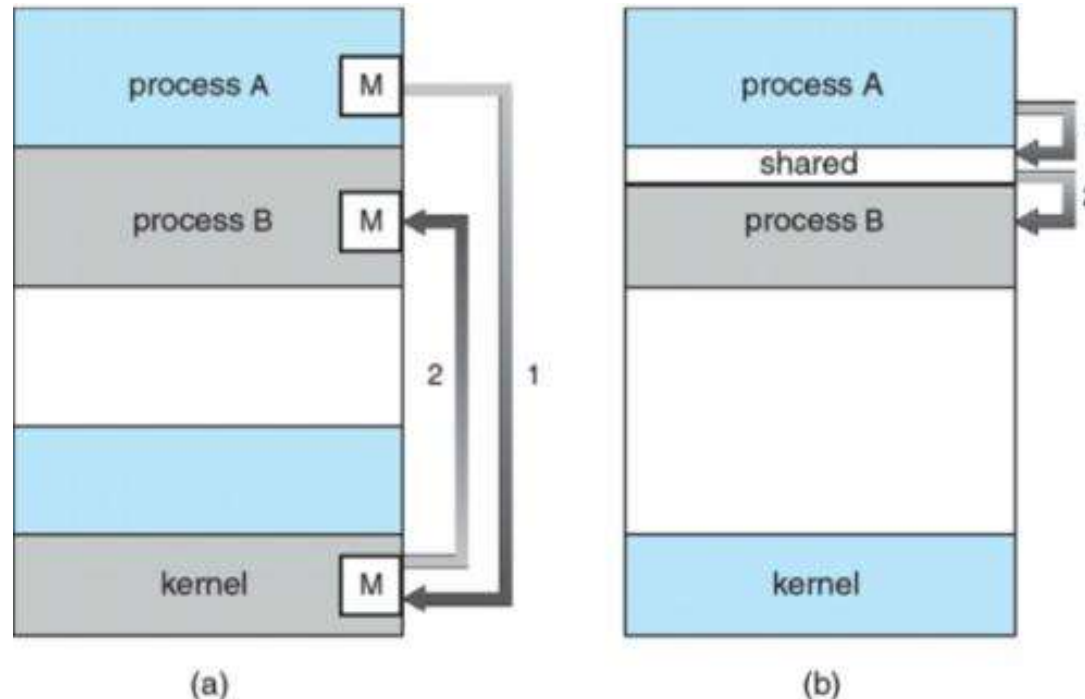 process A
M
process B
M
2
1
kernel
M
(a)
process A
shared
process B
kernel
(b)